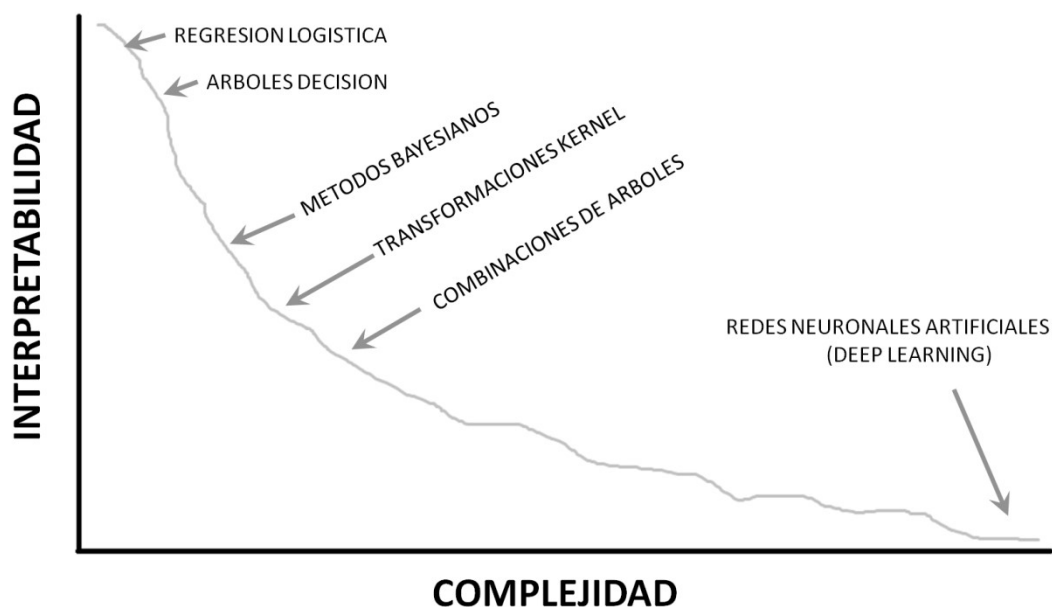 REGRESION LOGISTICA
ARBOLES DECISION
METODOS BAYESIANOS
TRANSFORMACIONES KERNEL
COMBINACIONES DE ARBOLES
REDES NEURONALES ARTIFICIALES
(DEEP LEARNING)
INTERPRETABILIDAD
COMPLEJIDAD